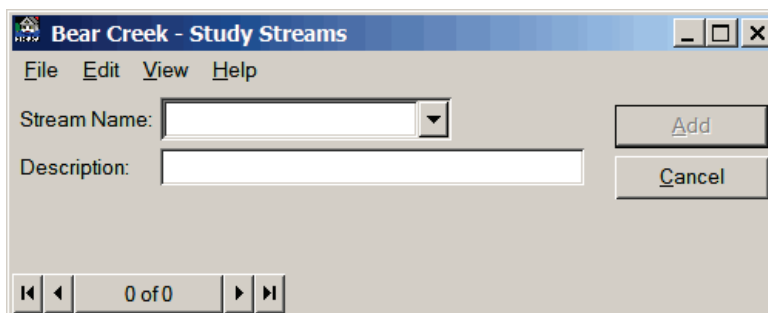 Bear Creek - Study Streams
File Edit View Help
Stream Name:
Add
Description:
Cancel
0 of 0